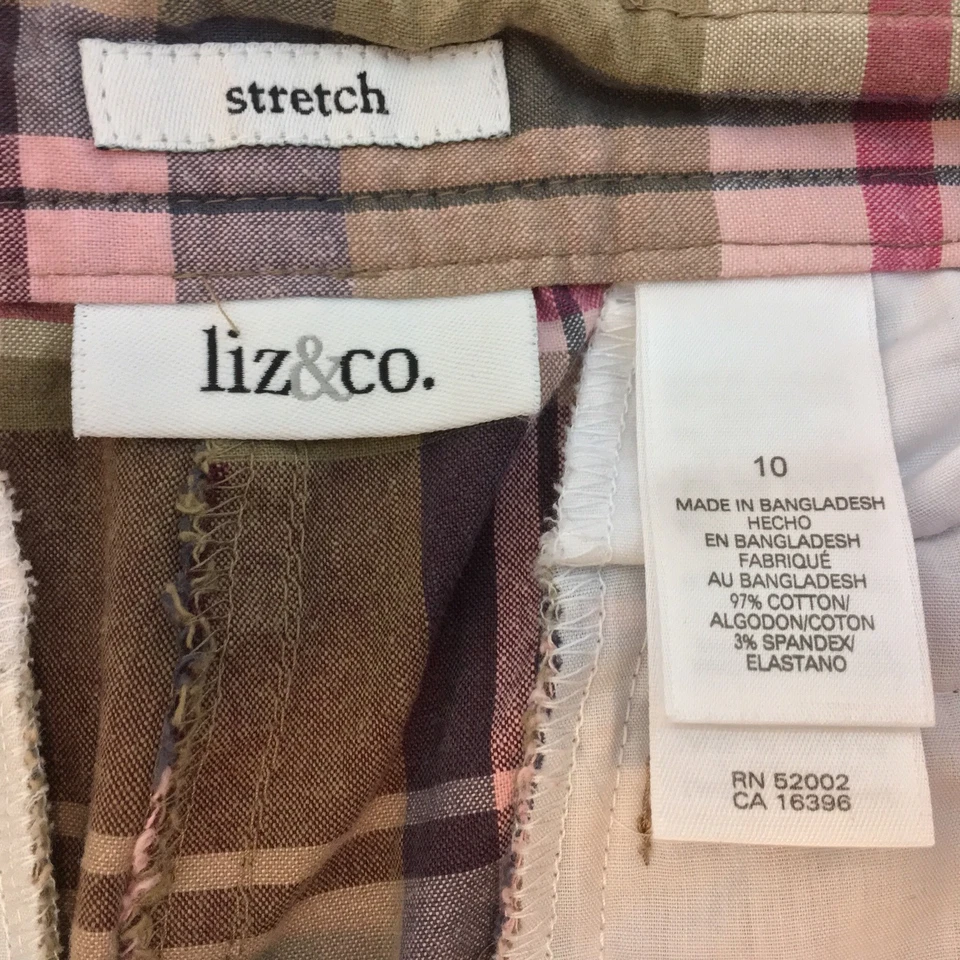 stretch
liz&co.
10
MADE IN BANGLADESH
HECHO
EN BANGLADESH
FABRIQUÉ
AU BANGLADESH
97% COTTON/
ALGODON/COTON
3% SPANDEX/
ELASTANO
RN 52002
CA 16396